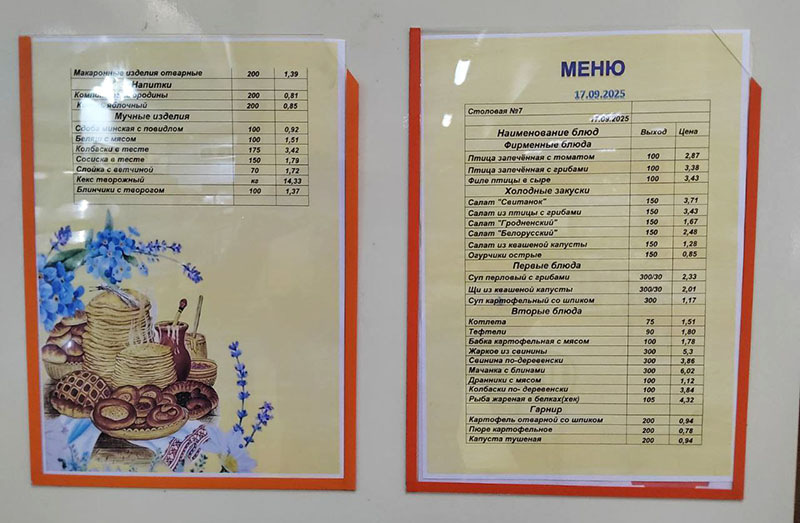 МЕНЮ
17.09.2025
Столовая №7
17.09.2025
Наименование блюд Выход Цена
Фирменные блюда
Птица запечённая с томатом 100 2,87
Птица запечённая с грибами 100 3,38
Филе птицы в сыре 100 3,43
Холодные закуски
Салат "Свитанок" 150 3,71
Салат из птицы с грибами 150 3,43
Салат "Гродненский" 150 1,67
Салат "Белорусский" 150 2,48
Салат из квашеной капусты 150 1,28
Огурчики острые 150 0,85
Первые блюда
Суп перловый с грибами 300/30 2,33
Щи из квашеной капусты 300/30 2,01
Суп картофельный со шпиком 300 1,17
Вторые блюда
Котлета 75 1,51
Тефтели 90 1,80
Бабка картофельная с мясом 100 1,78
Жаркое из свинины 300 5,3
Свинина по-деревенски 300 3,86
Мачанка с блинами 300 6,02
Дранники с мясом 100 1,12
Колбаски по- деревенски 100 3,84
Рыба жареная в белках(хек) 105 4,32
Гарнир
Картофель отварной со шпиком 200 0,94
Пюре картофельное 200 0,78
Капуста тушеная 200 0,94
Макаронные изделия отварные 200 1,39
Напитки
200 0,81
яблочный 200 0,85
Мучные изделия
Сдоба минская с повидлом 100 0,92
Беляш с мясом 100 1,51
Колбаски в тесте 175 3,42
Сосиска в тесте 150 1,79
Слойка с ветчиной 70 1,72
Кекс творожный кг 14,33
Блинчики с творогом 100 1,37